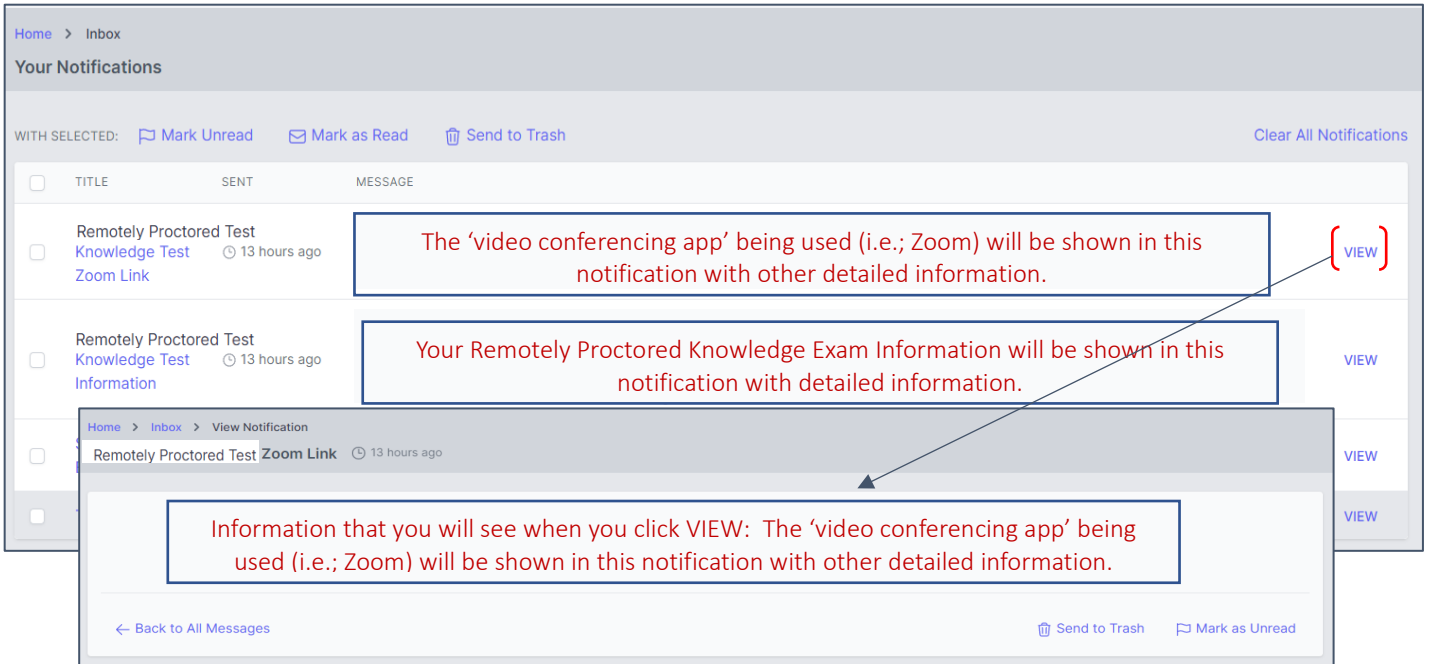 Home > Inbox
Your Notifications
WITH SELECTED: Mark Unread Mark as Read Send to Trash Clear All Notifications
TITLE SENT MESSAGE
Remotely Proctored Test
Knowledge Test 13 hours ago
Zoom Link
The ‘video conferencing app’ being used (i.e.; Zoom) will be shown in this
notification with other detailed information.
VIEW
Remotely Proctored Test
Knowledge Test 13 hours ago
Information
Your Remotely Proctored Knowledge Exam Information will be shown in this
notification with detailed information.
VIEW
VIEW
VIEW
Home > Inbox > View Notification
Remotely Proctored Test Zoom Link 13 hours ago
Information that you will see when you click VIEW: The ‘video conferencing app’ being
used (i.e.; Zoom) will be shown in this notification with other detailed information.
← Back to All Messages Send to Trash Mark as Unread